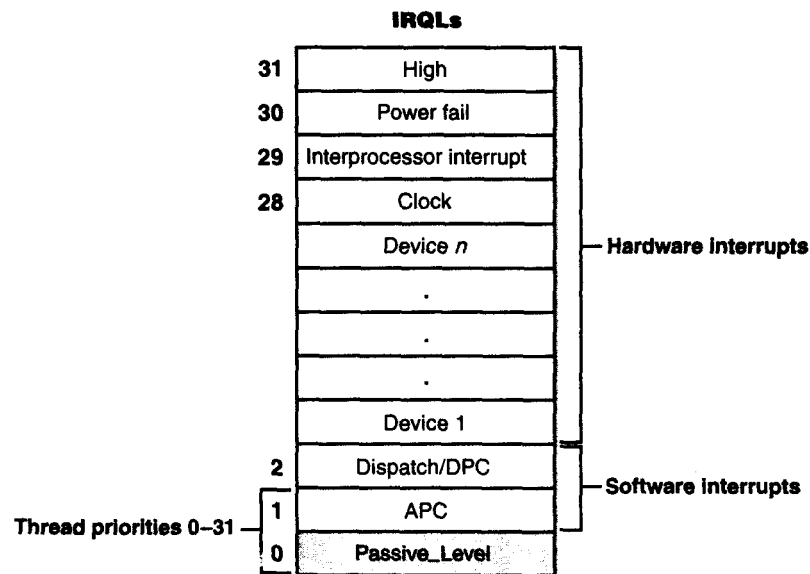 IRQLs
31 High
30 Power fail
29 Interprocessor interrupt
28 Clock
Device n
Hardware interrupts
.
.
.
Device 1
2 Dispatch/DPC
Software interrupts
1 APC
Thread priorities 0–31
0 Passive_Level